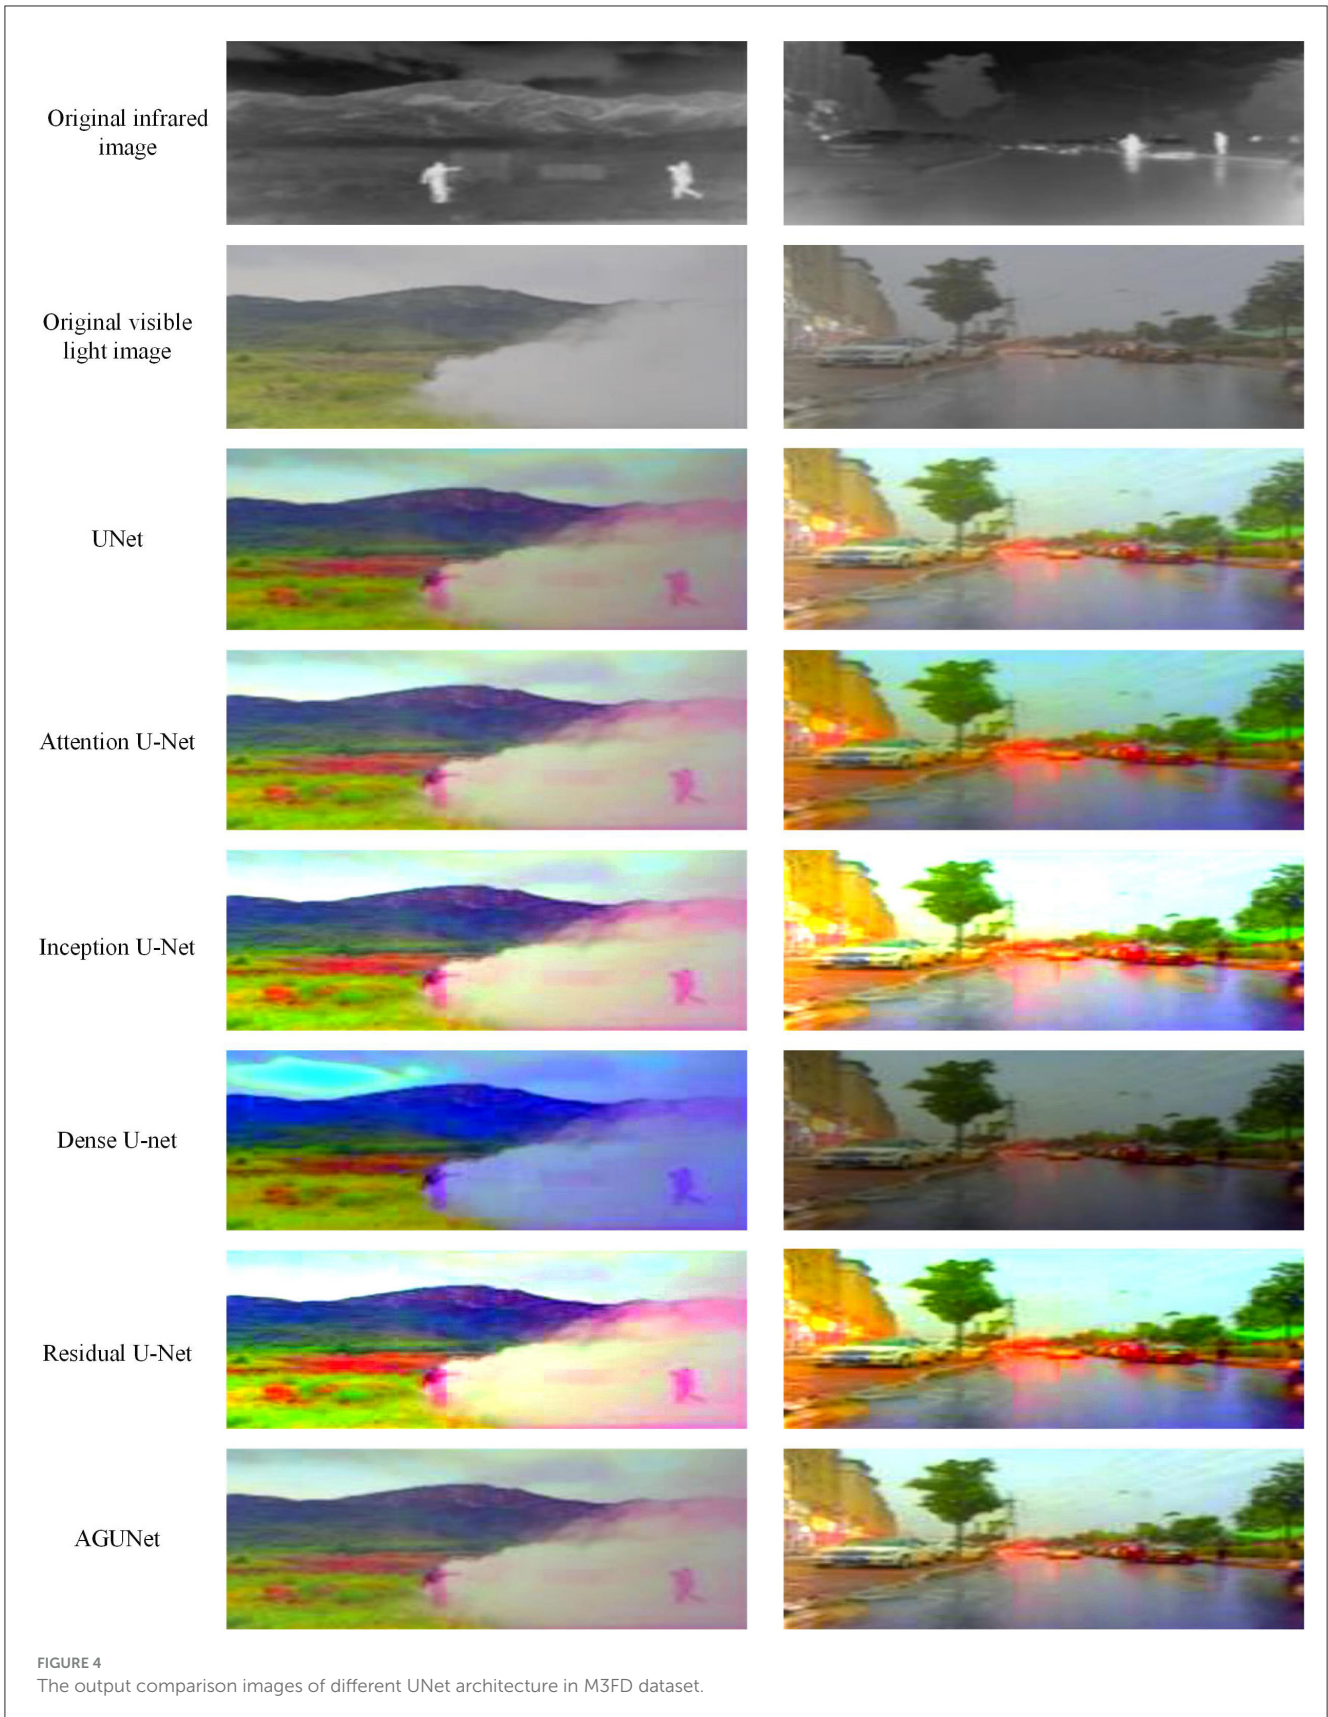 Original infrared
image
Original visible
light image
UNet
Attention U-Net
Inception U-Net
Dense U-net
Residual U-Net
AGUNet
FIGURE 4
The output comparison images of different UNet architecture in M3FD dataset.